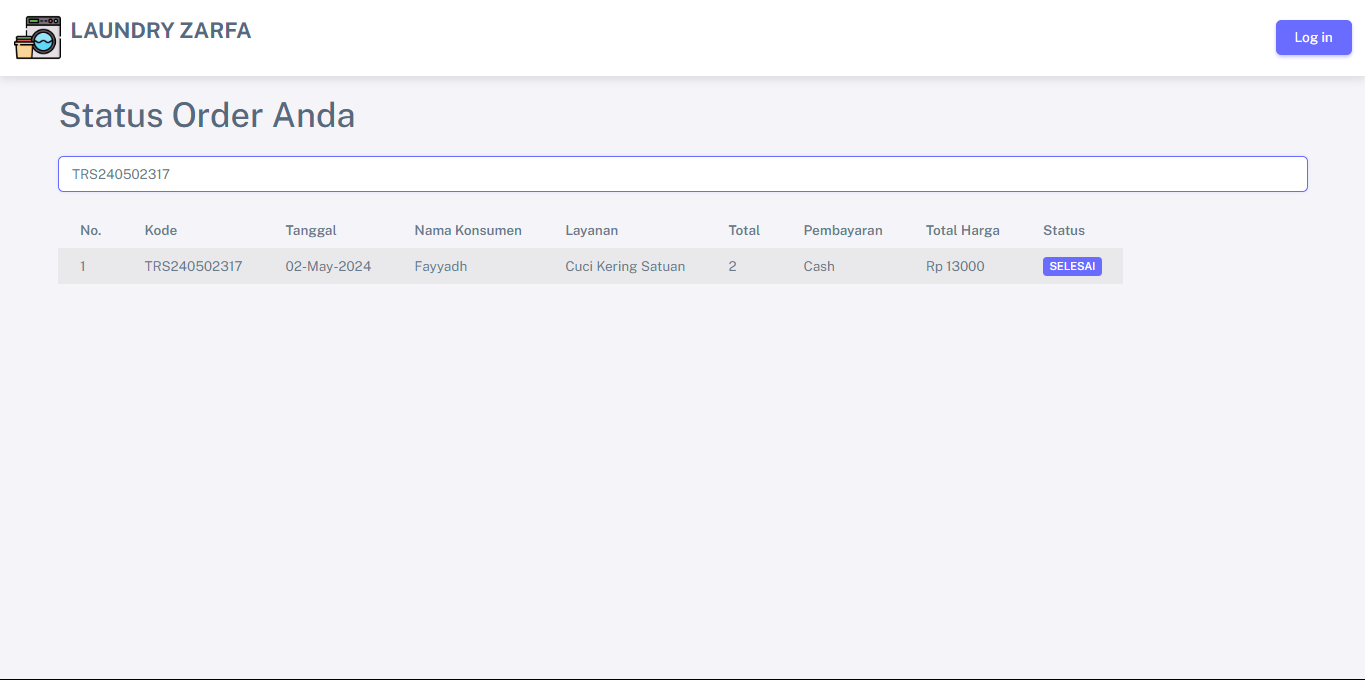 LAUNDRY ZARFA
Log in
Status Order Anda
TRS240502317
No. Kode Tanggal Nama Konsumen Layanan Total Pembayaran Total Harga Status
1 TRS240502317 02-May-2024 Fayyadh Cuci Kering Satuan 2 Cash Rp 13000 SELESAI